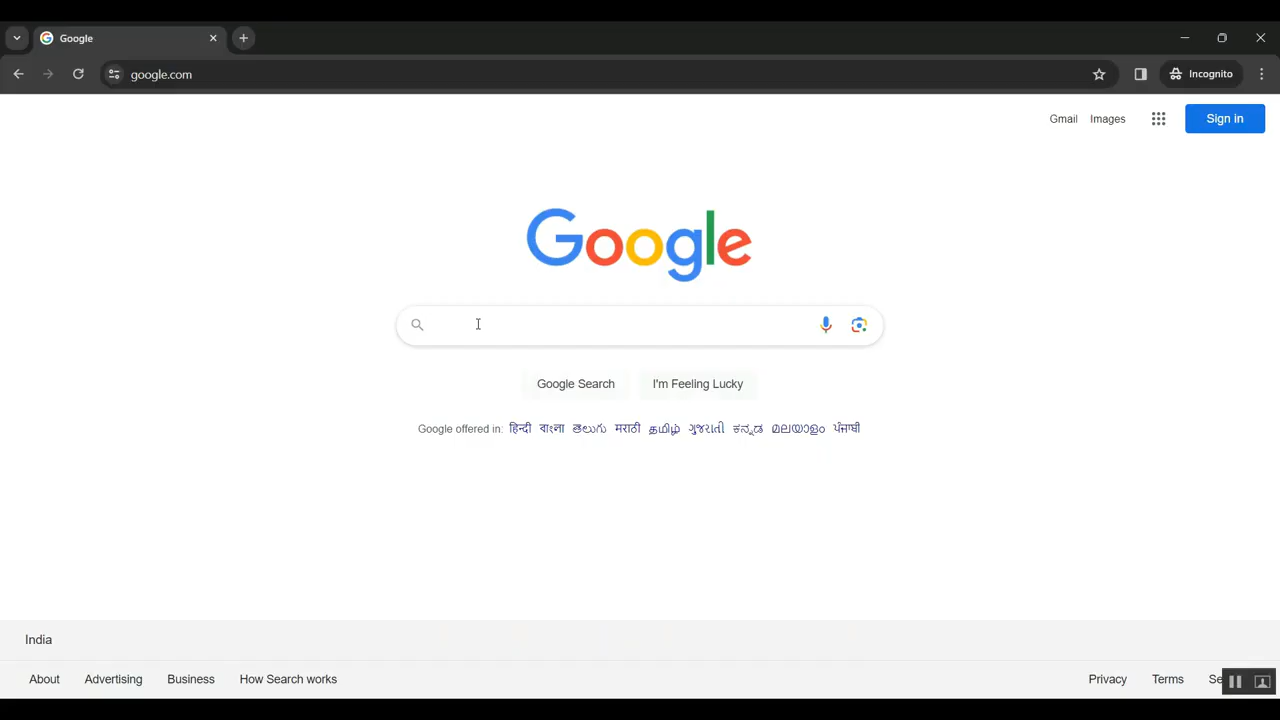 Google
google.com
Incognito
Gmail Images Sign in
Google
Google Search I'm Feeling Lucky
Google offered in: हिन्दी বাংলা తెలుగు मराठी தமிழ் ગુજરાતી ಕನ್ನಡ മലയാളം ਪੰਜਾਬੀ
India
About Advertising Business How Search works Privacy Terms Se